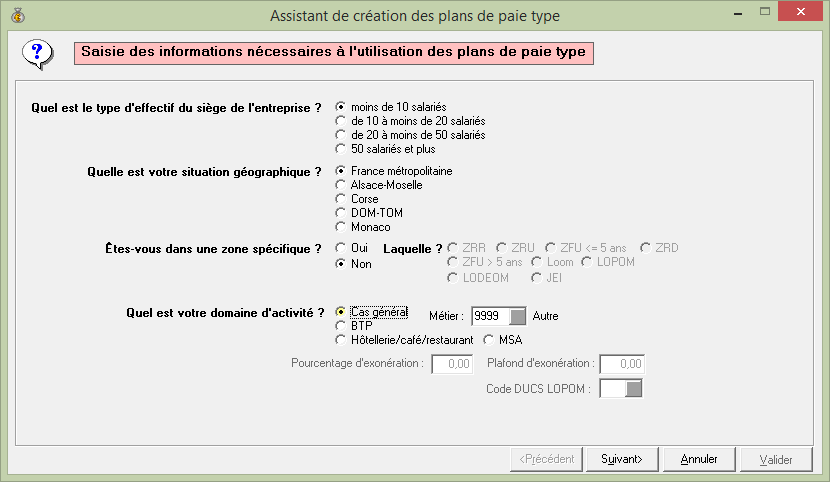 Assistant de création des plans de paie type
Saisie des informations nécessaires à l'utilisation des plans de paie type
Quel est le type d'effectif du siège de l'entreprise ? moins de 10 salariés
de 10 à moins de 20 salariés
de 20 à moins de 50 salariés
50 salariés et plus
Quelle est votre situation géographique ? France métropolitaine
Alsace-Moselle
Corse
DOM-TOM
Monaco
Êtes-vous dans une zone spécifique ? Oui Laquelle ? ZRR ZRU ZFU <= 5 ans ZRD
Non ZFU > 5 ans Loom LOPOM
LODEOM JEI
Quel est votre domaine d'activité ? Cas général Métier : 9999 Autre
BTP
Hôtellerie/café/restaurant MSA
Pourcentage d'exonération : 0,00 Plafond d'exonération : 0,00
Code DUCS LOPOM :
<Précédent Suivant> Annuler Valider